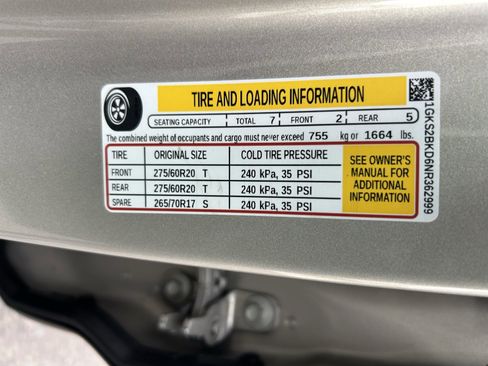 TIRE AND LOADING INFORMATION
SEATING CAPACITY TOTAL 7 FRONT 2 REAR 5
The combined weight of occupants and cargo must never exceed 755 kg or 1664 lbs.
TIRE ORIGINAL SIZE COLD TIRE PRESSURE
FRONT 275/60R20 T 240 kPa, 35 PSI
REAR 275/60R20 T 240 kPa, 35 PSI
SPARE 265/70R17 S 240 kPa, 35 PSI
SEE OWNER'S
MANUAL FOR
ADDITIONAL
INFORMATION
1GKS2BKD6NR362999